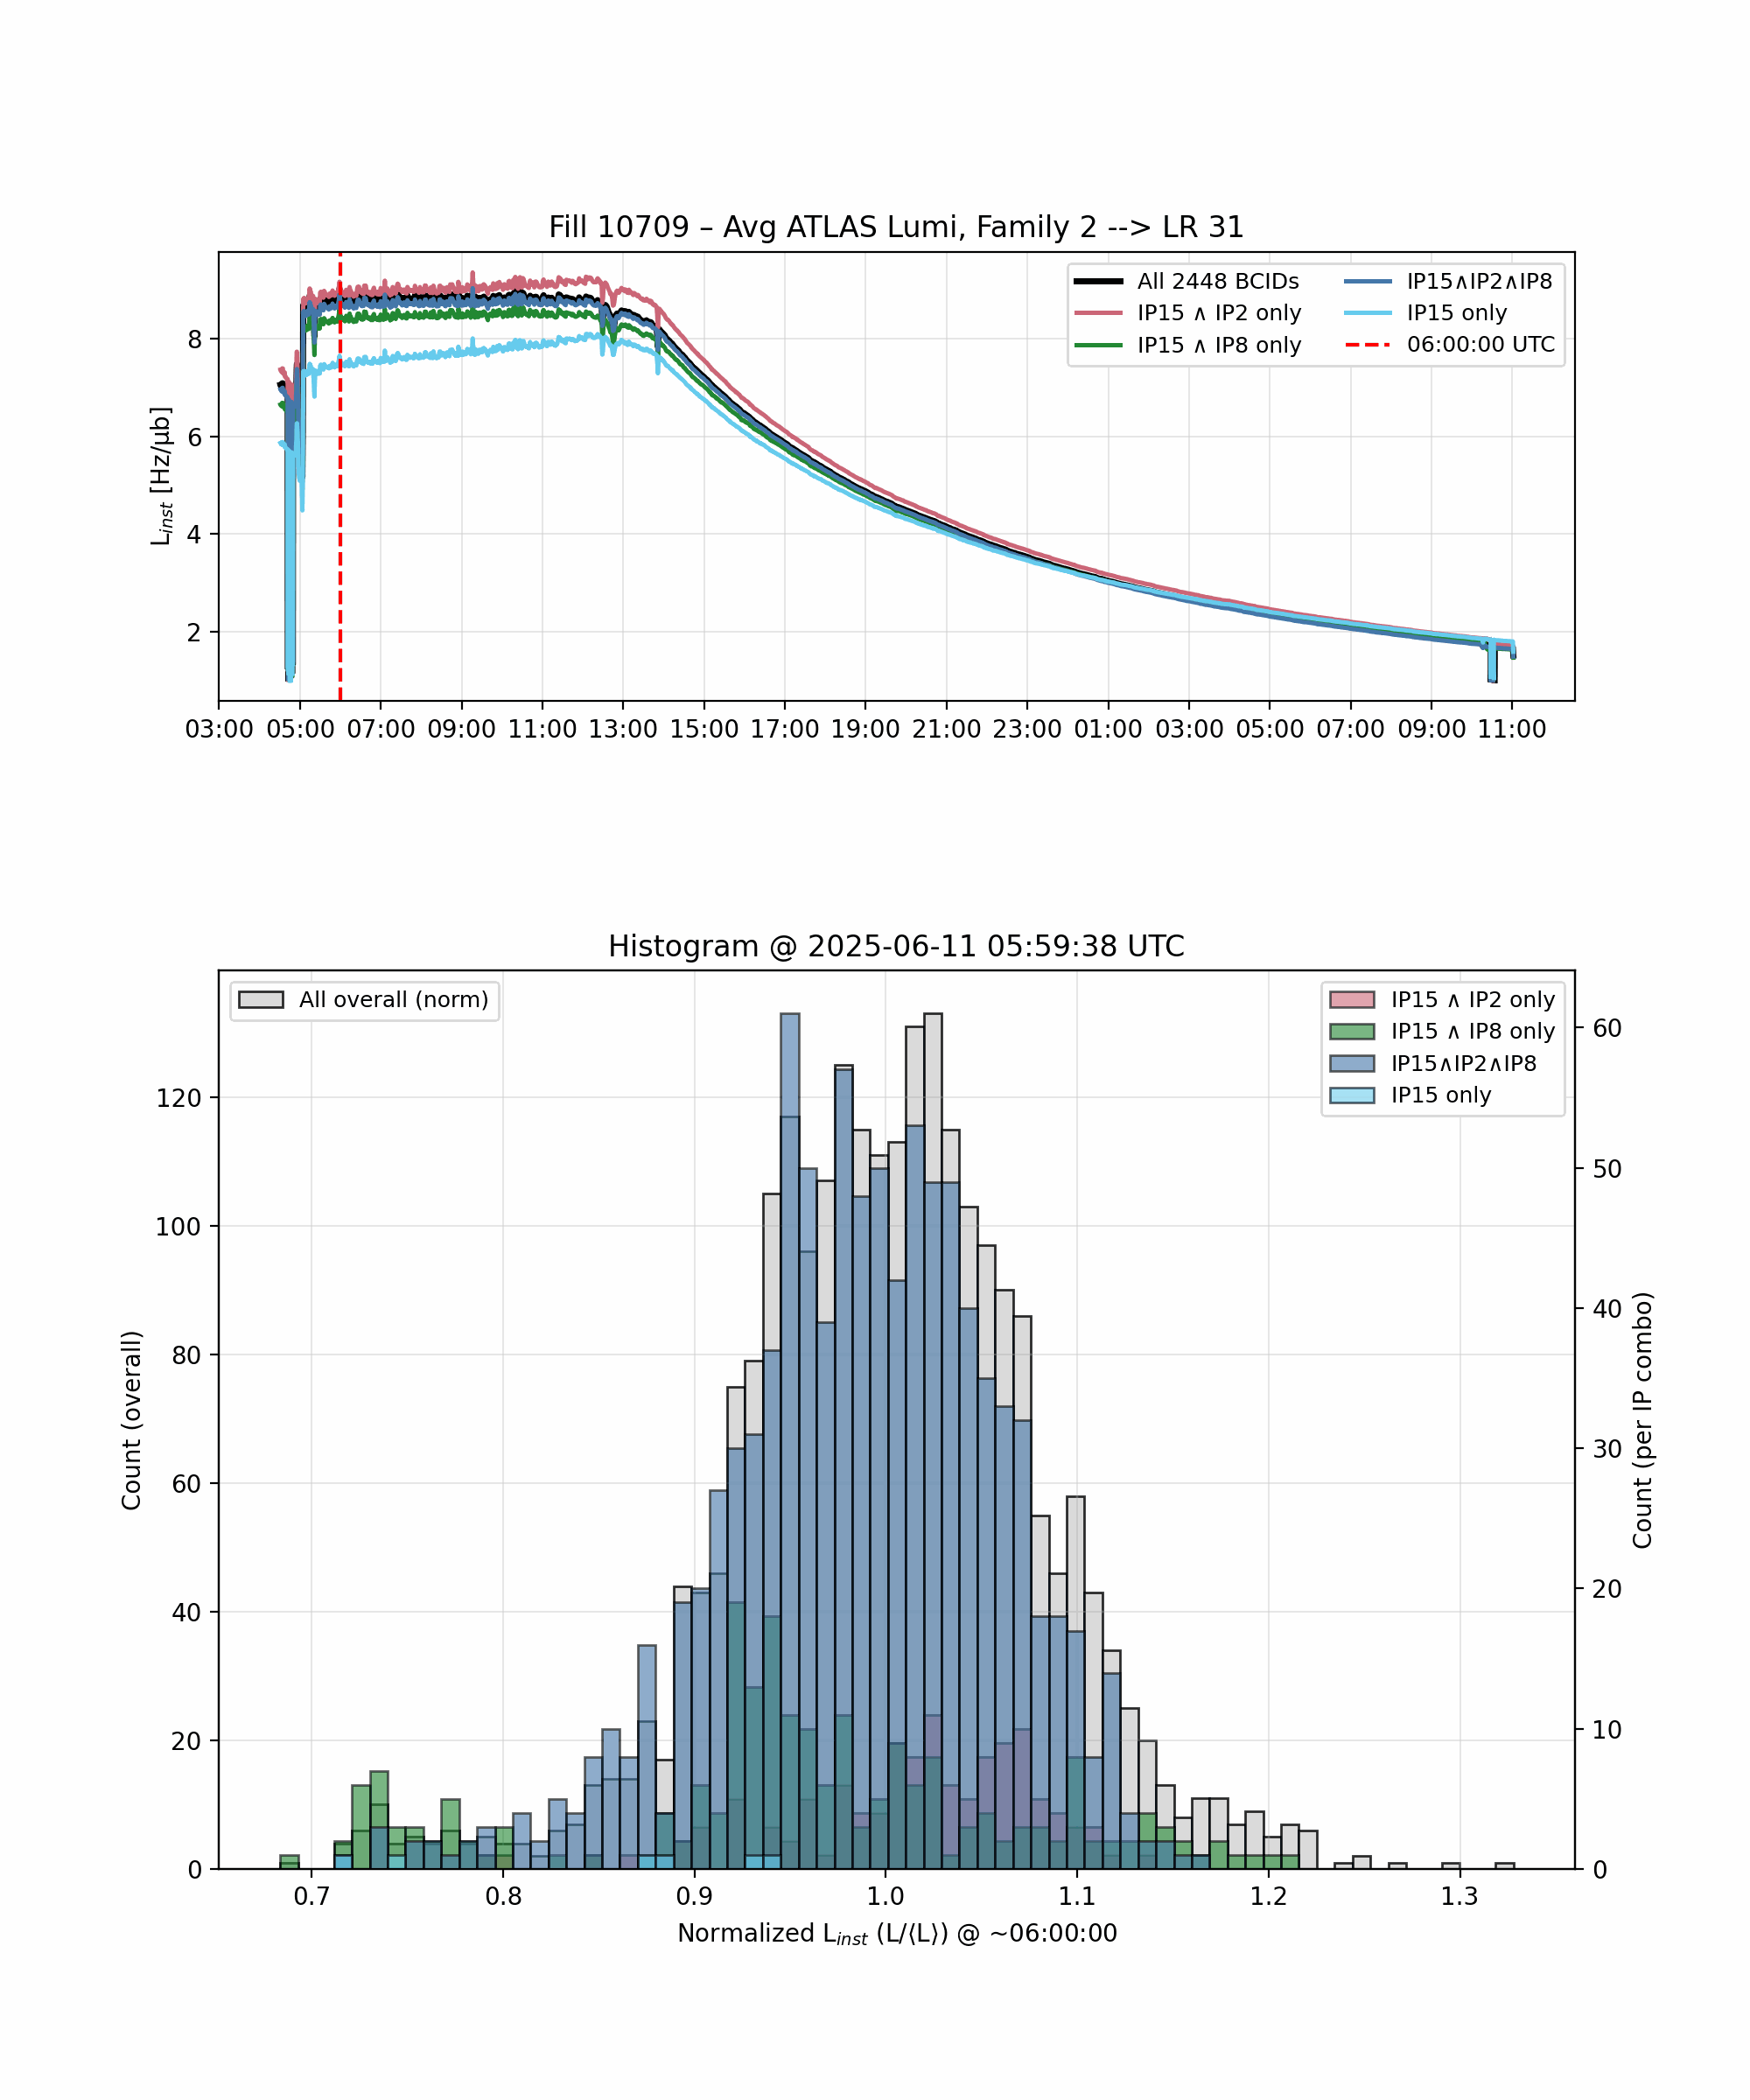 Fill 10709 – Avg ATLAS Lumi, Family 2 --> LR 31
All 2448 BCIDs
IP15 ∧ IP2 only
IP15 ∧ IP8 only
IP15∧IP2∧IP8
IP15 only
06:00:00 UTC
L_inst [Hz/μb]
8
6
4
2
03:00 05:00 07:00 09:00 11:00 13:00 15:00 17:00 19:00 21:00 23:00 01:00 03:00 05:00 07:00 09:00 11:00
Histogram @ 2025-06-11 05:59:38 UTC
All overall (norm)
IP15 ∧ IP2 only
IP15 ∧ IP8 only
IP15∧IP2∧IP8
IP15 only
Count (overall)
120
100
80
60
40
20
0
60
50
40
30
20
10
0
Count (per IP combo)
0.7 0.8 0.9 1.0 1.1 1.2 1.3
Normalized L_inst (L/⟨L⟩) @ ~06:00:00